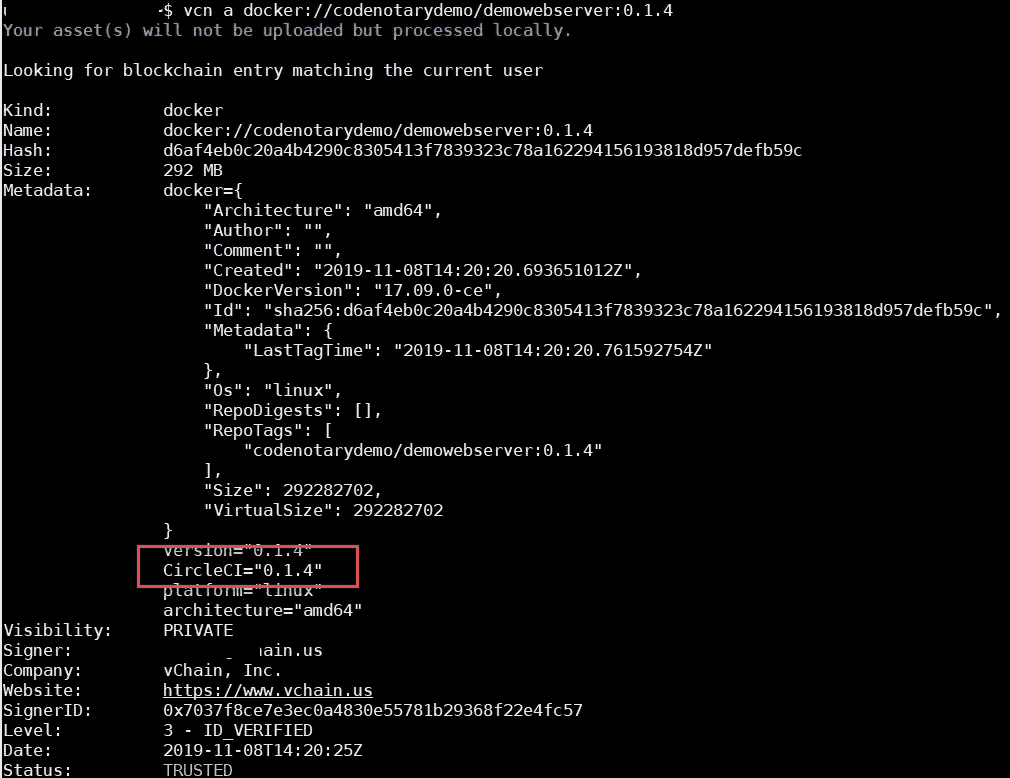 $ vcn a docker://codenotarydemo/demowebserver:0.1.4
Your asset(s) will not be uploaded but processed locally.
Looking for blockchain entry matching the current user
Kind: docker
Name: docker://codenotarydemo/demowebserver:0.1.4
Hash: d6af4eb0c20a4b4290c8305413f7839323c78a162294156193818d957defb59c
Size: 292 MB
Metadata: docker={
"Architecture": "amd64",
"Author": "",
"Comment": "",
"Created": "2019-11-08T14:20:20.693651012Z",
"DockerVersion": "17.09.0-ce",
"Id": "sha256:d6af4eb0c20a4b4290c8305413f7839323c78a162294156193818d957defb59c",
"Metadata": {
"LastTagTime": "2019-11-08T14:20:20.761592754Z"
},
"Os": "linux",
"RepoDigests": [],
"RepoTags": [
"codenotarydemo/demowebserver:0.1.4"
],
"Size": 292282702,
"VirtualSize": 292282702
}
version="0.1.4"
CircleCI="0.1.4"
platform="linux"
architecture="amd64"
Visibility: PRIVATE
Signer: hain.us
Company: vChain, Inc.
Website: https://www.vchain.us
SignerID: 0x7037f8ce7e3ec0a4830e55781b29368f22e4fc57
Level: 3 - ID_VERIFIED
Date: 2019-11-08T14:20:25Z
Status: TRUSTED